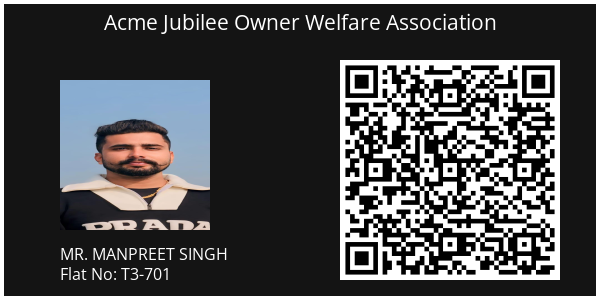 Acme Jubilee Owner Welfare Association
PRADA
MR. MANPREET SINGH
Flat No: T3-701